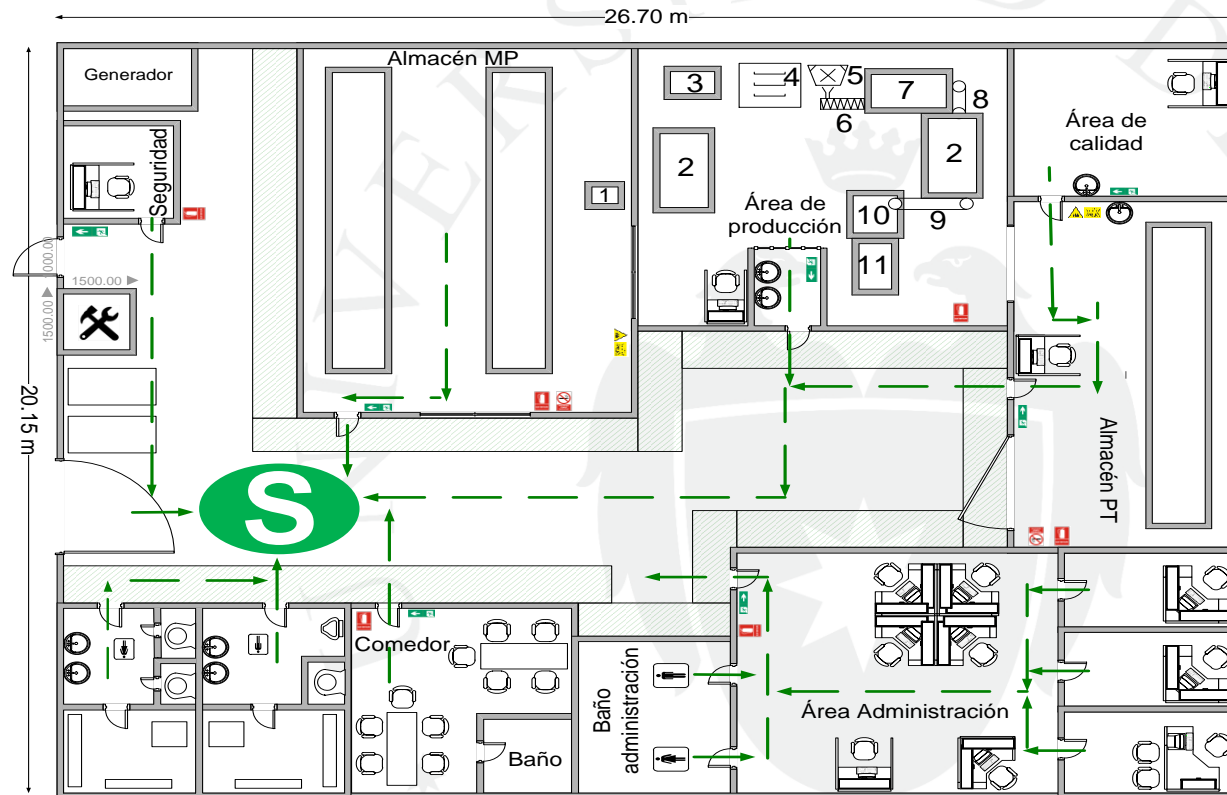 26.70 m
20.15 m
Generador
Almacén MP
3
4
5
7
6
8
Área de
calidad
Seguridad
2
2
1
Área de
producción
10
9
11
1500.00
1500.00
000.00
Almacén PT
S
Comedor
Baño
administración
Área Administración
Baño